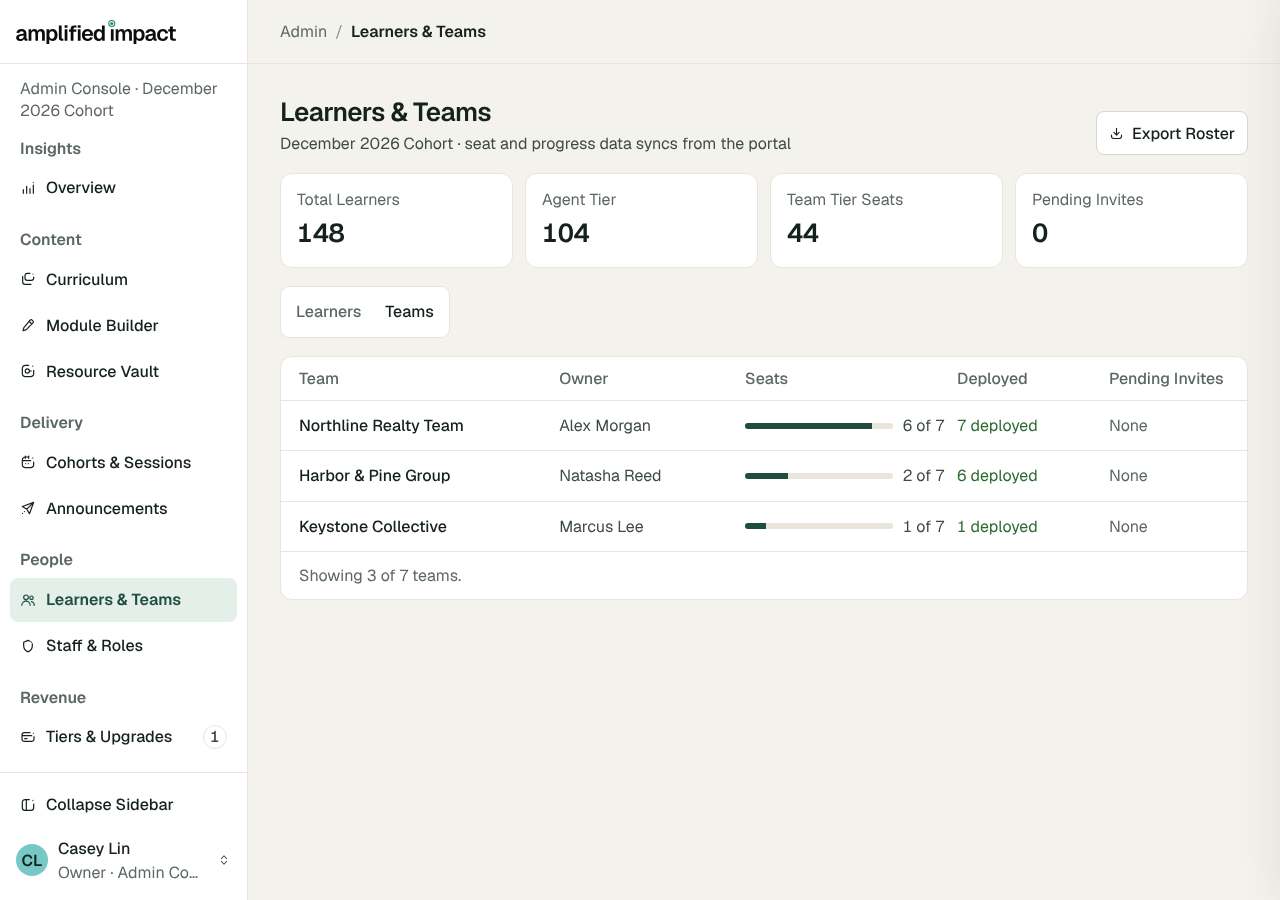 amplified impact
Admin / Learners & Teams
Admin Console · December
2026 Cohort
Insights
Overview
Content
Curriculum
Module Builder
Resource Vault
Delivery
Cohorts & Sessions
Announcements
People
Learners & Teams
Staff & Roles
Revenue
Tiers & Upgrades 1
Collapse Sidebar
CL
Casey Lin
Owner · Admin Co...
Learners & Teams
December 2026 Cohort · seat and progress data syncs from the portal
Export Roster
Total Learners
148
Agent Tier
104
Team Tier Seats
44
Pending Invites
0
Learners Teams
Team Owner Seats Deployed Pending Invites
Northline Realty Team Alex Morgan 6 of 7 7 deployed None
Harbor & Pine Group Natasha Reed 2 of 7 6 deployed None
Keystone Collective Marcus Lee 1 of 7 1 deployed None
Showing 3 of 7 teams.